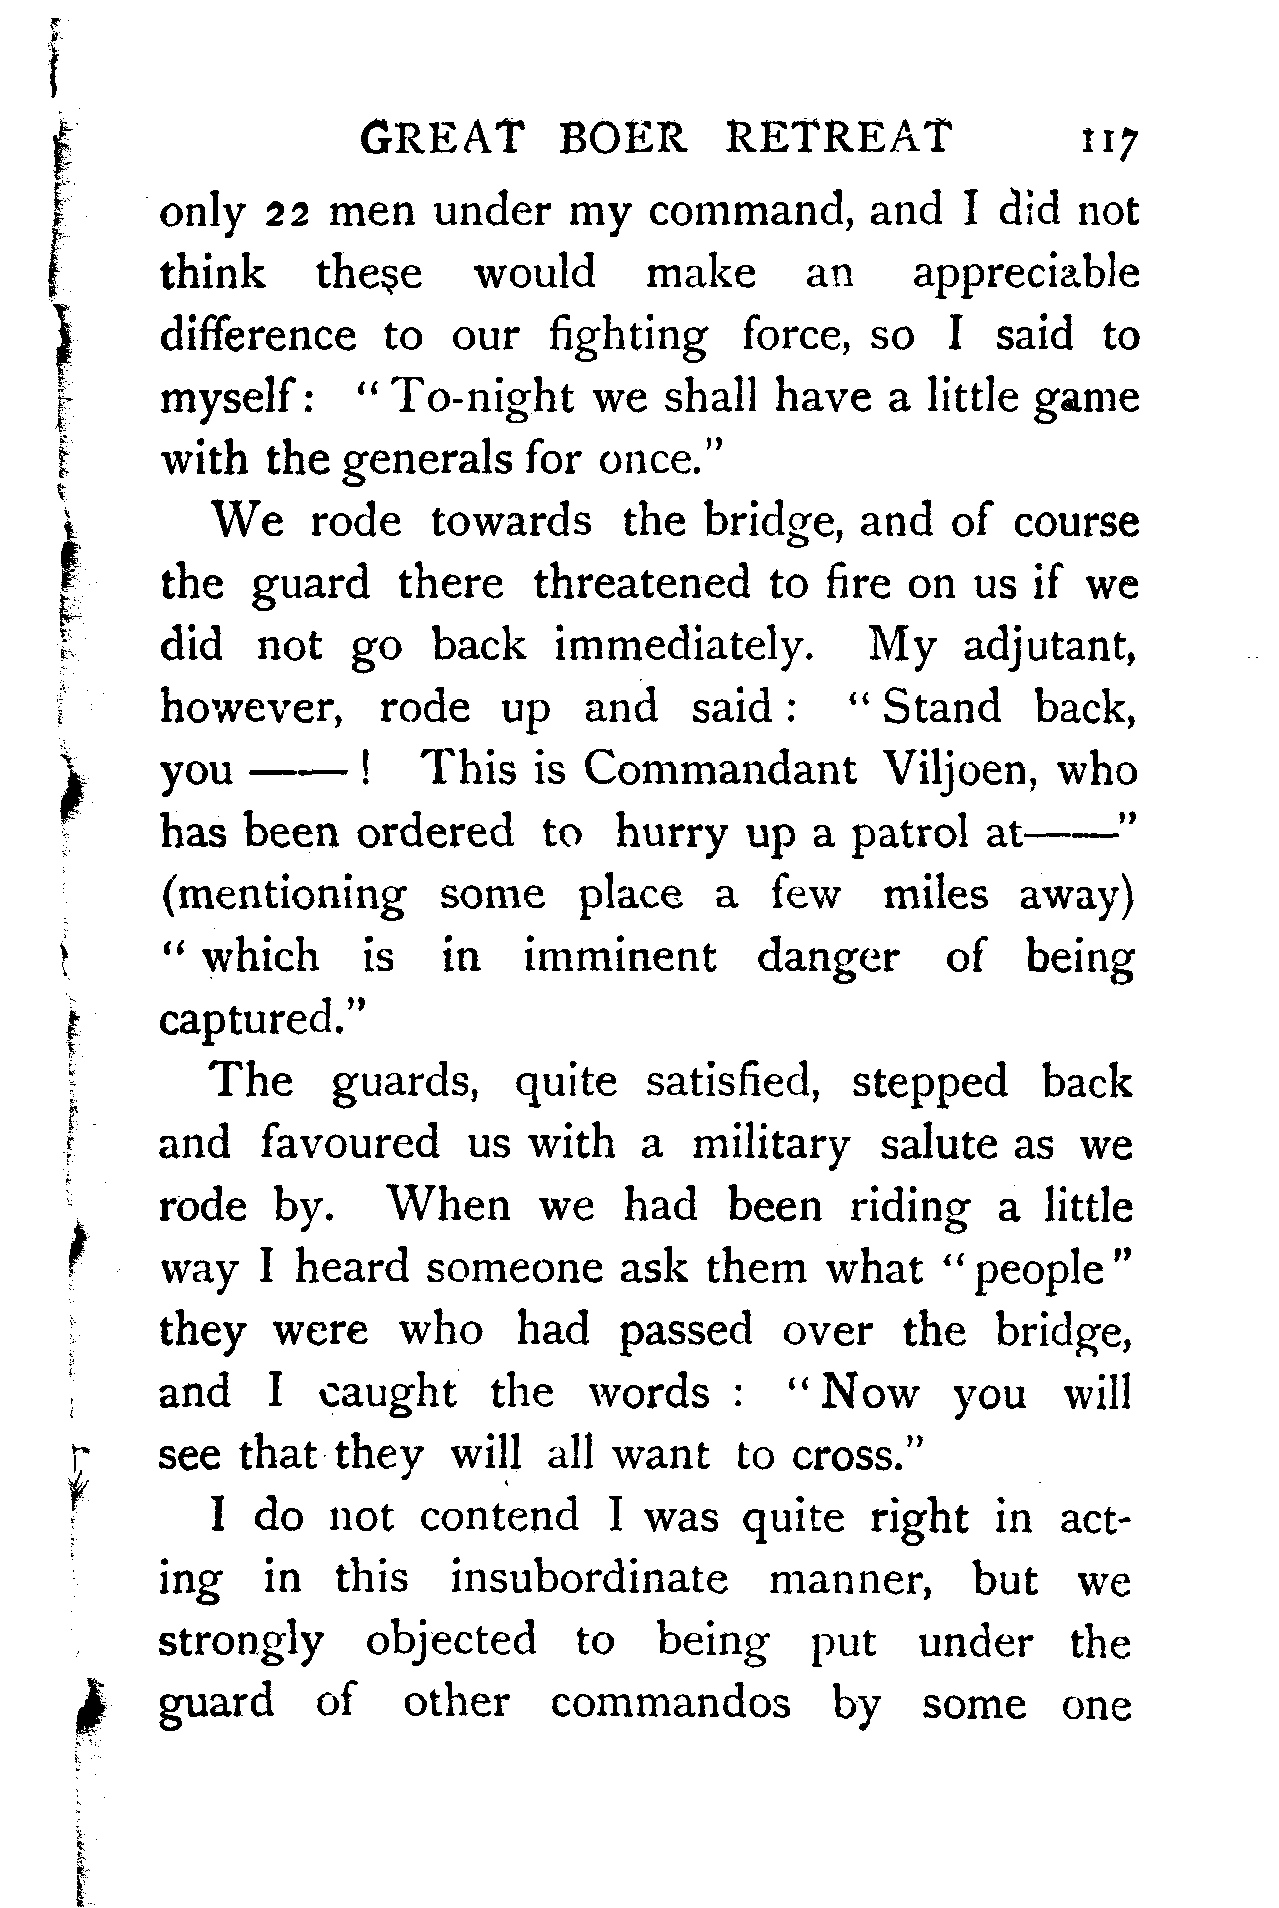 GREAT BOER RETREAT 117
only 22 men under my command, and I did not
think these would make an appreciable
difference to our fighting force, so I said to
myself: "To-night we shall have a little game
with the generals for once."
We rode towards the bridge, and of course
the guard there threatened to fire on us if we
did not go back immediately. My adjutant,
however, rode up and said: "Stand back,
you ——! This is Commandant Viljoen, who
has been ordered to hurry up a patrol at——"
(mentioning some place a few miles away)
"which is in imminent danger of being
captured."
The guards, quite satisfied, stepped back
and favoured us with a military salute as we
rode by. When we had been riding a little
way I heard someone ask them what "people"
they were who had passed over the bridge,
and I caught the words : "Now you will
see that they will all want to cross."
I do not contend I was quite right in act-
ing in this insubordinate manner, but we
strongly objected to being put under the
guard of other commandos by some one